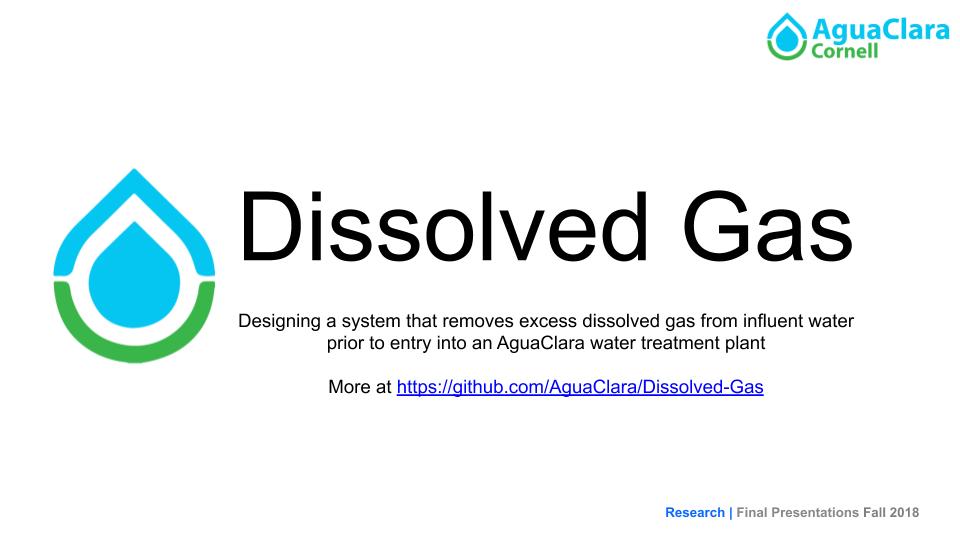 AguaClara
Cornell
Dissolved Gas
Designing a system that removes excess dissolved gas from influent water
prior to entry into an AguaClara water treatment plant
More at https://github.com/AguaClara/Dissolved-Gas
Research | Final Presentations Fall 2018